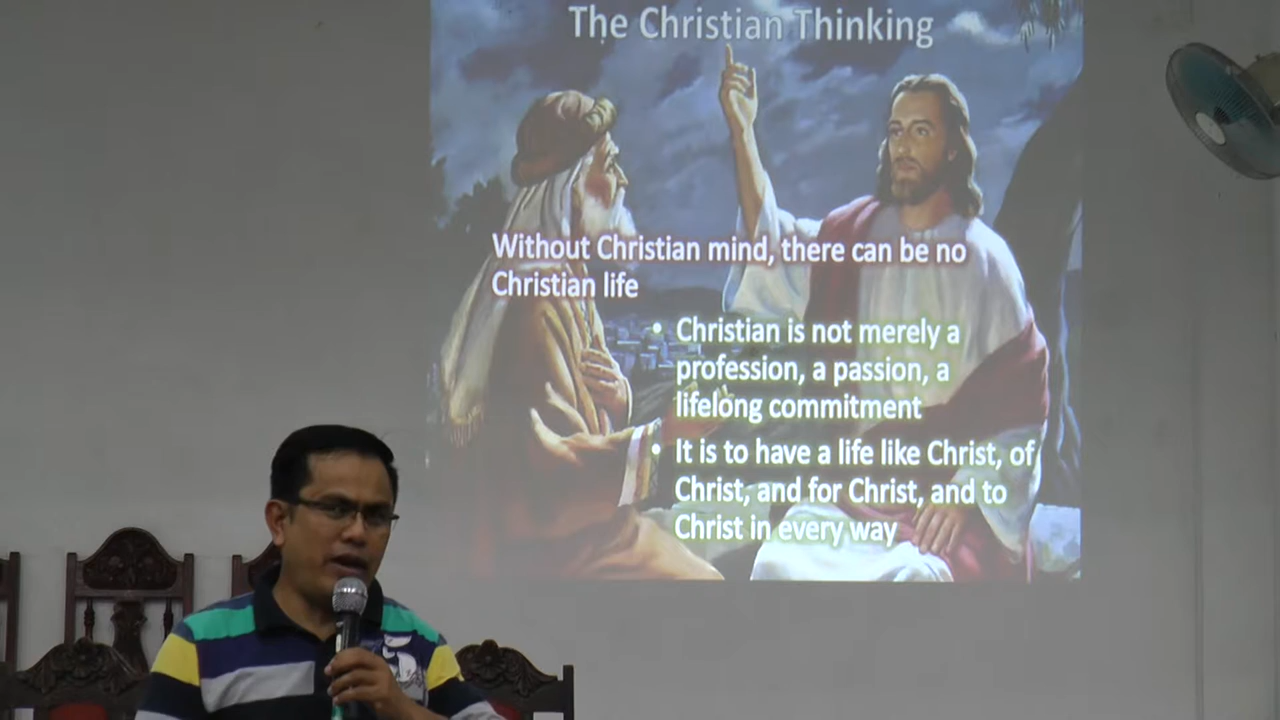 The Christian Thinking
Without Christian mind, there can be no
Christian life
• Christian is not merely a
profession, a passion, a
lifelong commitment
• It is to have a life like Christ, of
Christ, and for Christ, and to
Christ in every way